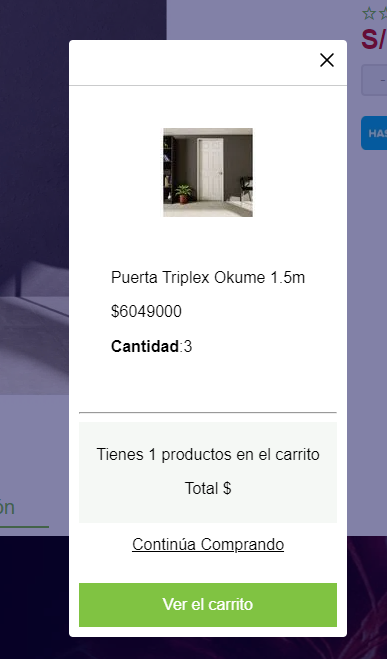 S/
HAS
Puerta Triplex Okume 1.5m
$6049000
Cantidad:3
Tienes 1 productos en el carrito
Total $
Continúa Comprando
ón
Ver el carrito